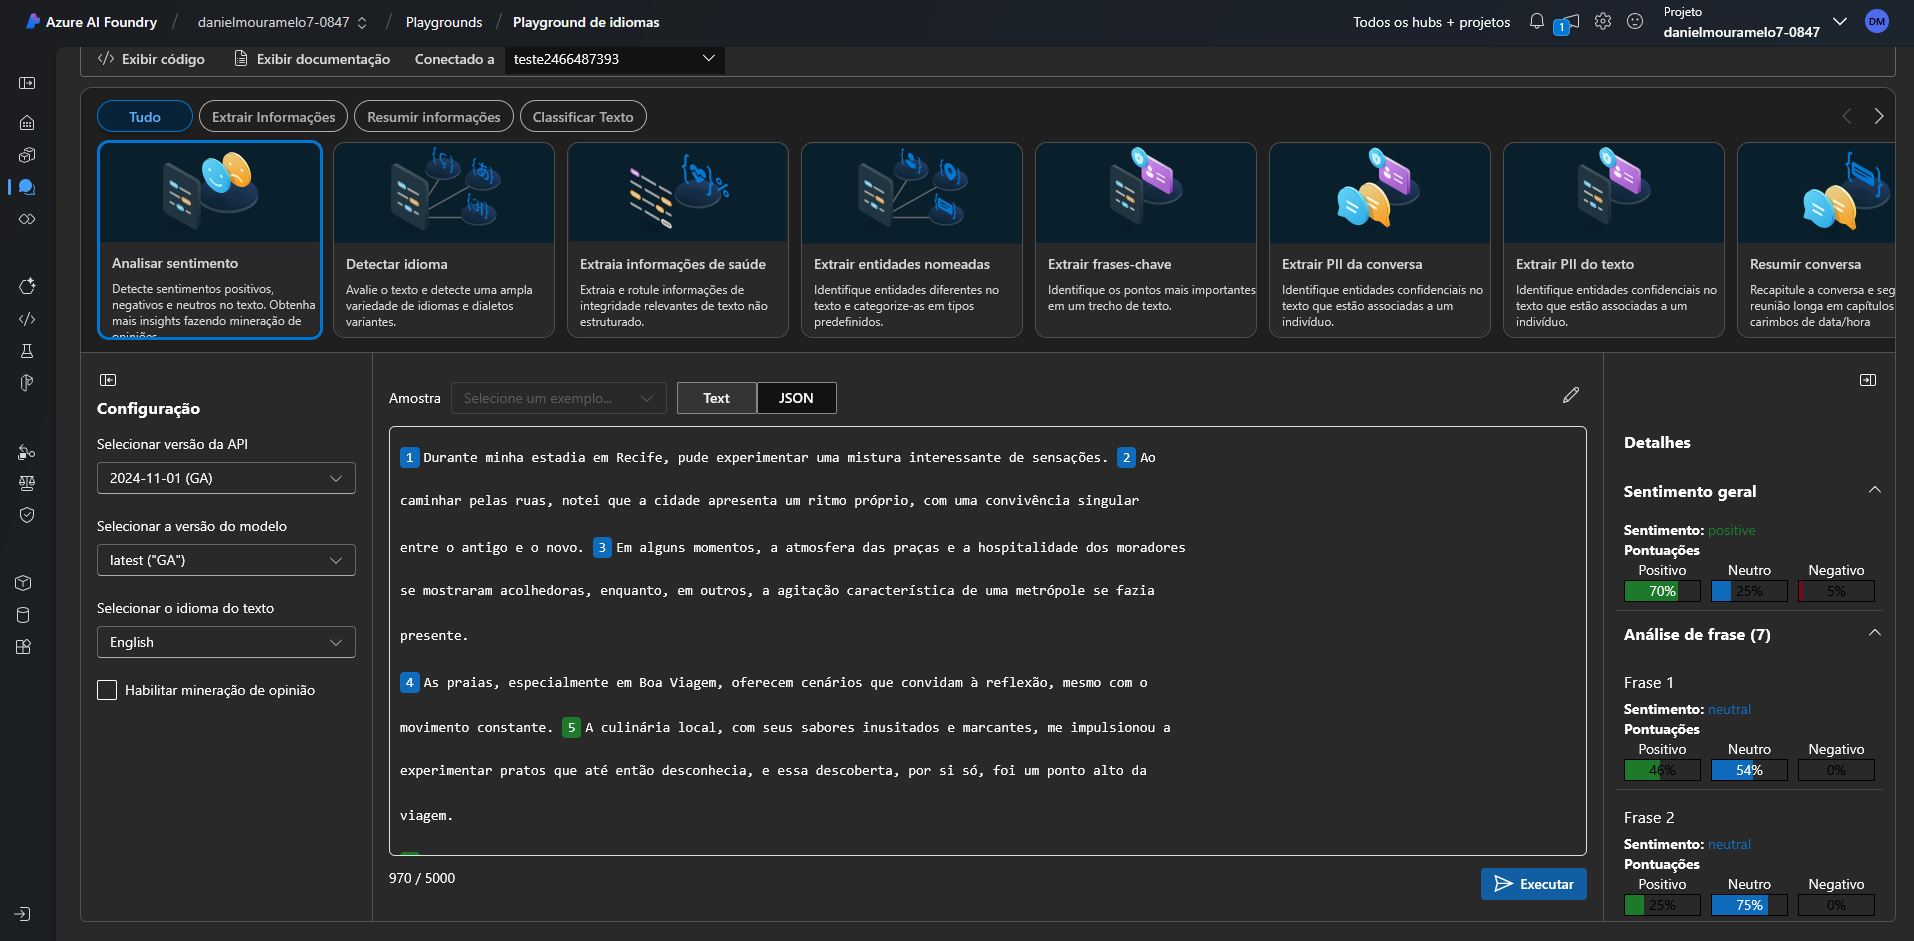 Azure AI Foundry / danielmouramelo7-0847 / Playgrounds / Playground de idiomas
Todos os hubs + projetos
1
Projeto
danielmouramelo7-0847
DM
Exibir código
Exibir documentação
Conectado a
teste2466487393
Tudo
Extrair Informações
Resumir informações
Classificar Texto
Analisar sentimento
Detecte sentimentos positivos,
negativos e neutros no texto. Obtenha
mais insights fazendo mineração de
opiniões.
Detectar idioma
Avalie o texto e detecte uma ampla
variedade de idiomas e dialetos
variantes.
Extraia informações de saúde
Extraia e rotule informações de
integridade relevantes de texto não
estruturado.
Extrair entidades nomeadas
Identifique entidades diferentes no
texto e categorize-as em tipos
predefinidos.
Extrair frases-chave
Identifique os pontos mais importantes
em um trecho de texto.
Extrair PII da conversa
Identifique entidades confidenciais no
texto que estão associadas a um
indivíduo.
Extrair PII do texto
Identifique entidades confidenciais no
texto que estão associadas a um
indivíduo.
Resumir conversa
Recapitule a conversa e seg
reunião longa em capítulos
carimbos de data/hora
Configuração
Selecionar versão da API
2024-11-01 (GA)
Selecionar a versão do modelo
latest ("GA")
Selecionar o idioma do texto
English
Habilitar mineração de opinião
Amostra
Selecione um exemplo...
Text
JSON
1 Durante minha estadia em Recife, pude experimentar uma mistura interessante de sensações. 2 Ao
caminhar pelas ruas, notei que a cidade apresenta um ritmo próprio, com uma convivência singular
entre o antigo e o novo. 3 Em alguns momentos, a atmosfera das praças e a hospitalidade dos moradores
se mostraram acolhedoras, enquanto, em outros, a agitação característica de uma metrópole se fazia
presente.
4 As praias, especialmente em Boa Viagem, oferecem cenários que convidam à reflexão, mesmo com o
movimento constante. 5 A culinária local, com seus sabores inusitados e marcantes, me impulsionou a
experimentar pratos que até então desconhecia, e essa descoberta, por si só, foi um ponto alto da
viagem.
970 / 5000
Executar
Detalhes
Sentimento geral
Sentimento: positive
Pontuações
Positivo Neutro Negativo
70% 25% 5%
Análise de frase (7)
Frase 1
Sentimento: neutral
Pontuações
Positivo Neutro Negativo
46% 54% 0%
Frase 2
Sentimento: neutral
Pontuações
Positivo Neutro Negativo
25% 75% 0%